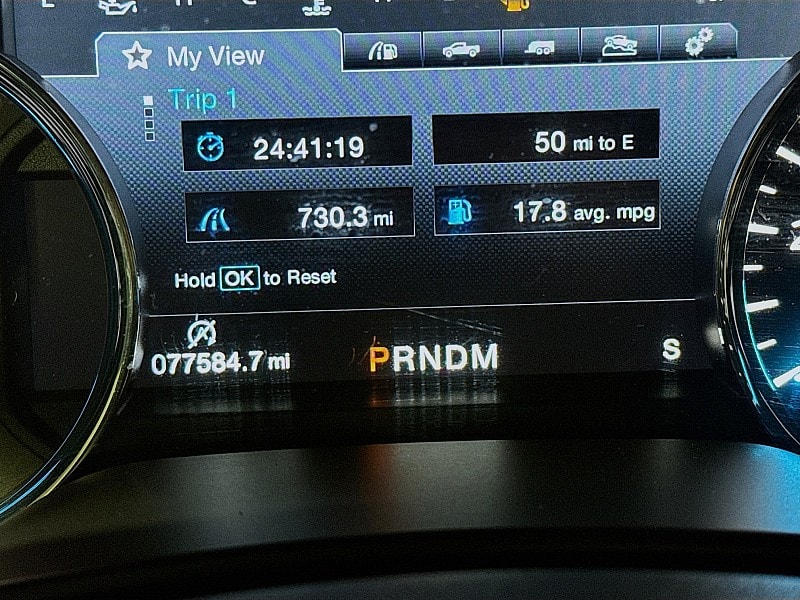 My View
Trip 1
24:41:19
50 mi to E
730.3 mi
17.8 avg. mpg
Hold OK to Reset
077584.7 mi
PRNDM
S